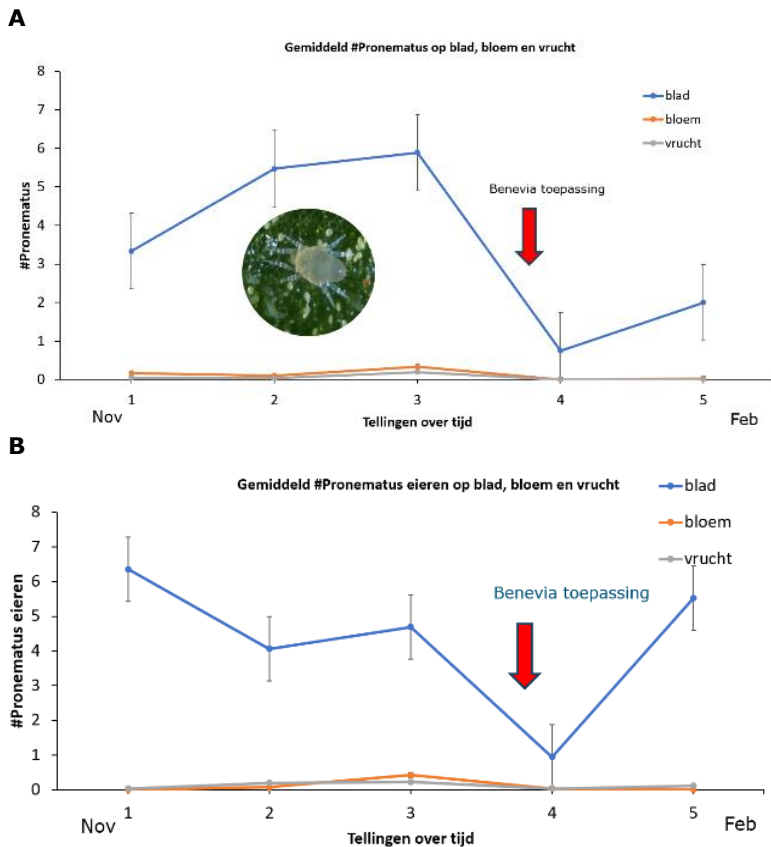 A
Gemiddeld #Pronematus op blad, bloem en vrucht
8
7
6
5
4
3
2
1
0
#Pronematus
blad
bloem
vrucht
Benevia toepassing
1 2 3 4 5
Nov
Tellingen over tijd
Feb
B
Gemiddeld #Pronematus eieren op blad, bloem en vrucht
blad
bloem
vrucht
8
7
6
5
4
3
2
1
0
#Pronematus eieren
Benevia toepassing
1 2 3 4 5
Nov
Tellingen over tijd
Feb